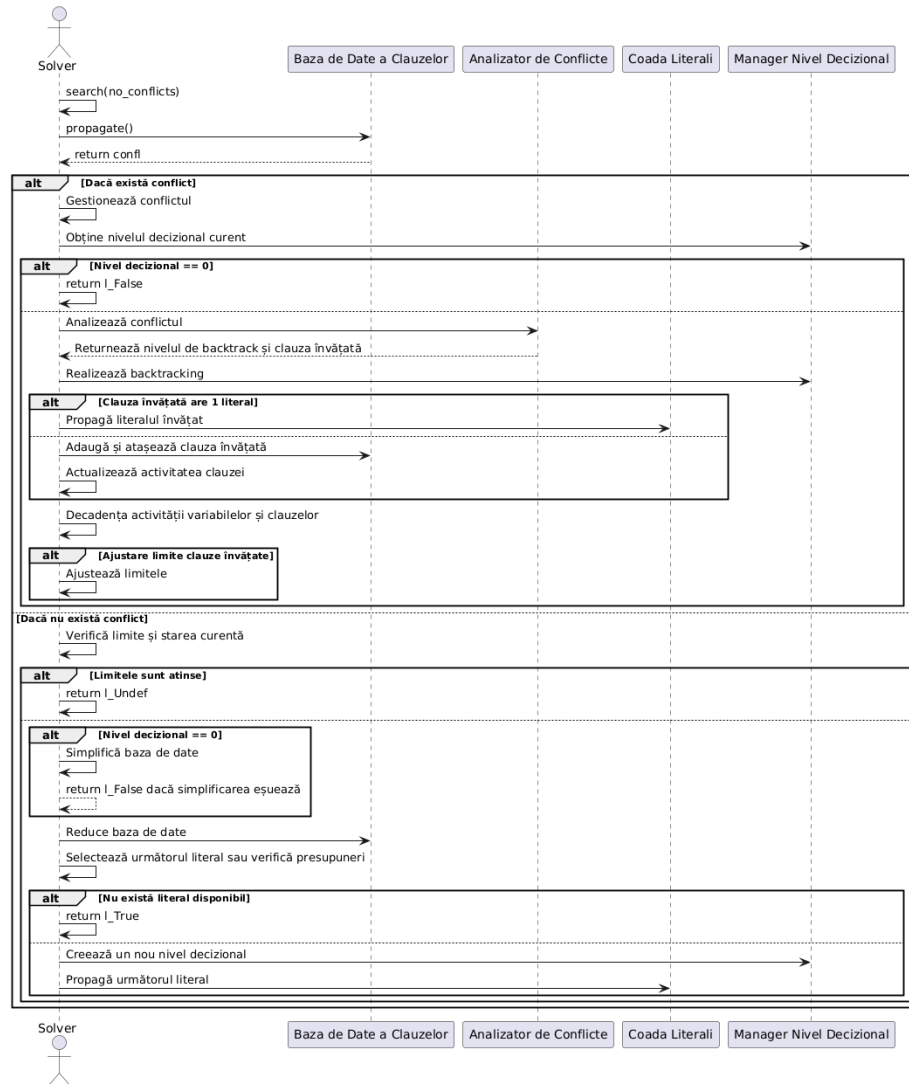 Solver
Baza de Date a Clauzelor
Analizator de Conflicte
Coada Literali
Manager Nivel Decizional
search(no_conflicts)
propagate()
return confl
alt [Dacă există conflict]
Gestionează conflictul
Obține nivelul decizional curent
alt [Nivel decizional == 0]
return l_False
Analizează conflictul
Returnează nivelul de backtrack și clauza învățată
Realizează backtracking
alt [Clauza învățată are 1 literal]
Propagă literalul învățat
Adaugă și atașează clauza învățată
Actualizează activitatea clauzei
Decadența activității variabilelor și clauzelor
alt [Ajustare limite clauze învățate]
Ajustează limitele
[Dacă nu există conflict]
Verifică limite și starea curentă
alt [Limitele sunt atinse]
return l_Undef
alt [Nivel decizional == 0]
Simplifică baza de date
return l_False dacă simplificarea eșuează
Reduce baza de date
Selectează următorul literal sau verifică presupuneri
alt [Nu există literal disponibil]
return l_True
Creează un nou nivel decizional
Propagă următorul literal
Solver
Baza de Date a Clauzelor
Analizator de Conflicte
Coada Literali
Manager Nivel Decizional